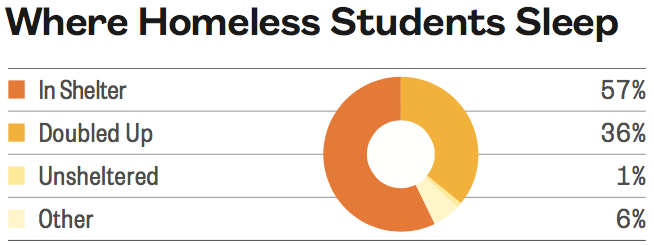 Where Homeless Students Sleep
In Shelter 57%
Doubled Up 36%
Unsheltered 1%
Other 6%